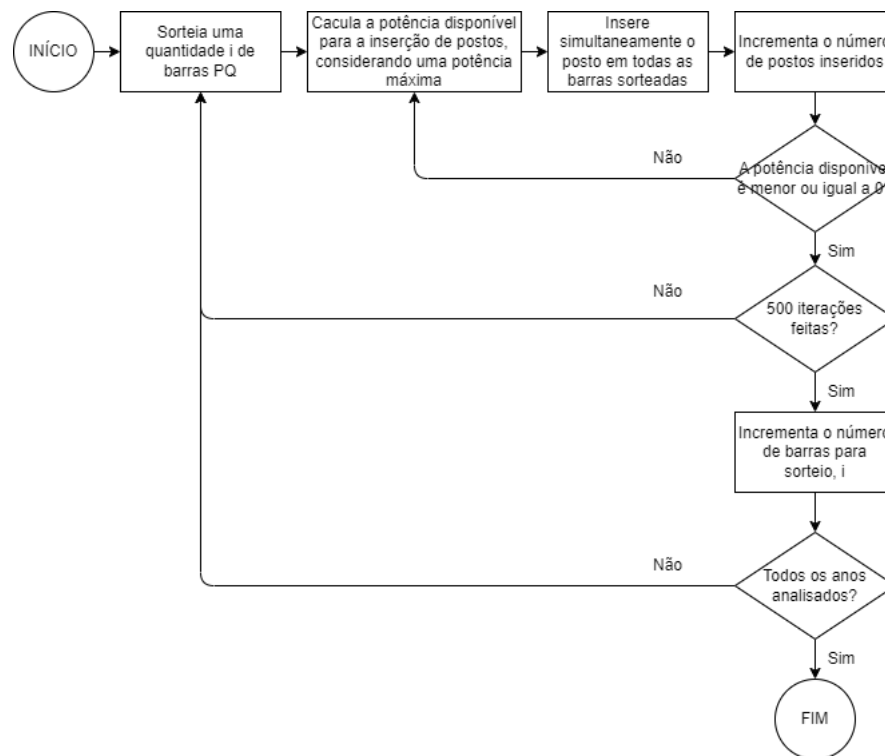 INÍCIO
Sorteia uma
quantidade i de
barras PQ
Cacula a potência disponível
para a inserção de postos,
considerando uma potência
máxima
Insere
simultaneamente o
posto em todas as
barras sorteadas
Incrementa o número
de postos inseridos
Não
A potência disponíve
é menor ou igual a 0
Sim
Não
500 iterações
feitas?
Sim
Incrementa o número
de barras para
sorteio, i
Não
Todos os anos
analisados?
Sim
FIM